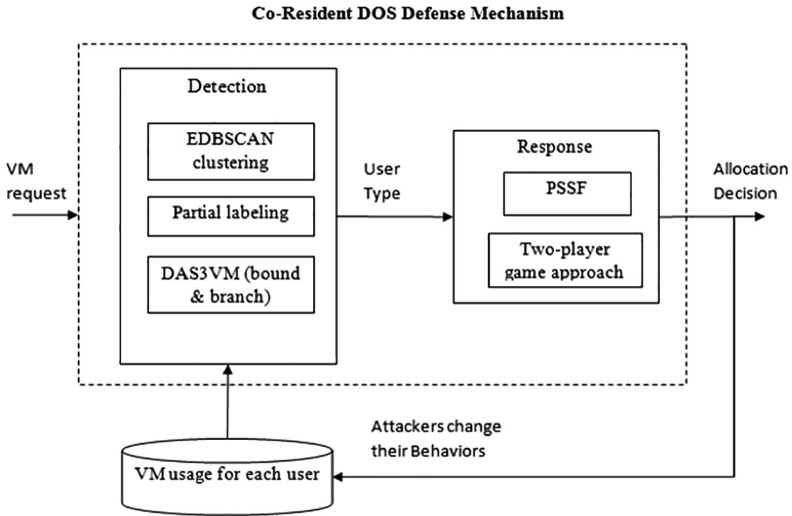 Co-Resident DOS Defense Mechanism
VM
request
Detection
EDBSCAN
clustering
Partial labeling
DAS3VM (bound
& branch)
User
Type
Response
PSSF
Two-player
game approach
Allocation
Decision
Attackers change
their Behaviors
VM usage for each user